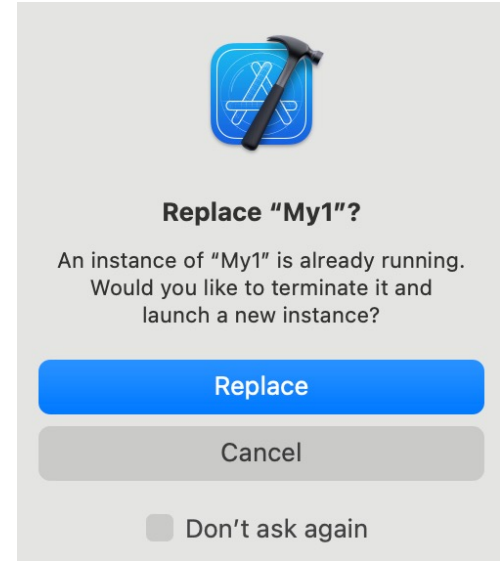 Replace “My1”?
An instance of “My1” is already running.
Would you like to terminate it and
launch a new instance?
Replace
Cancel
Don’t ask again